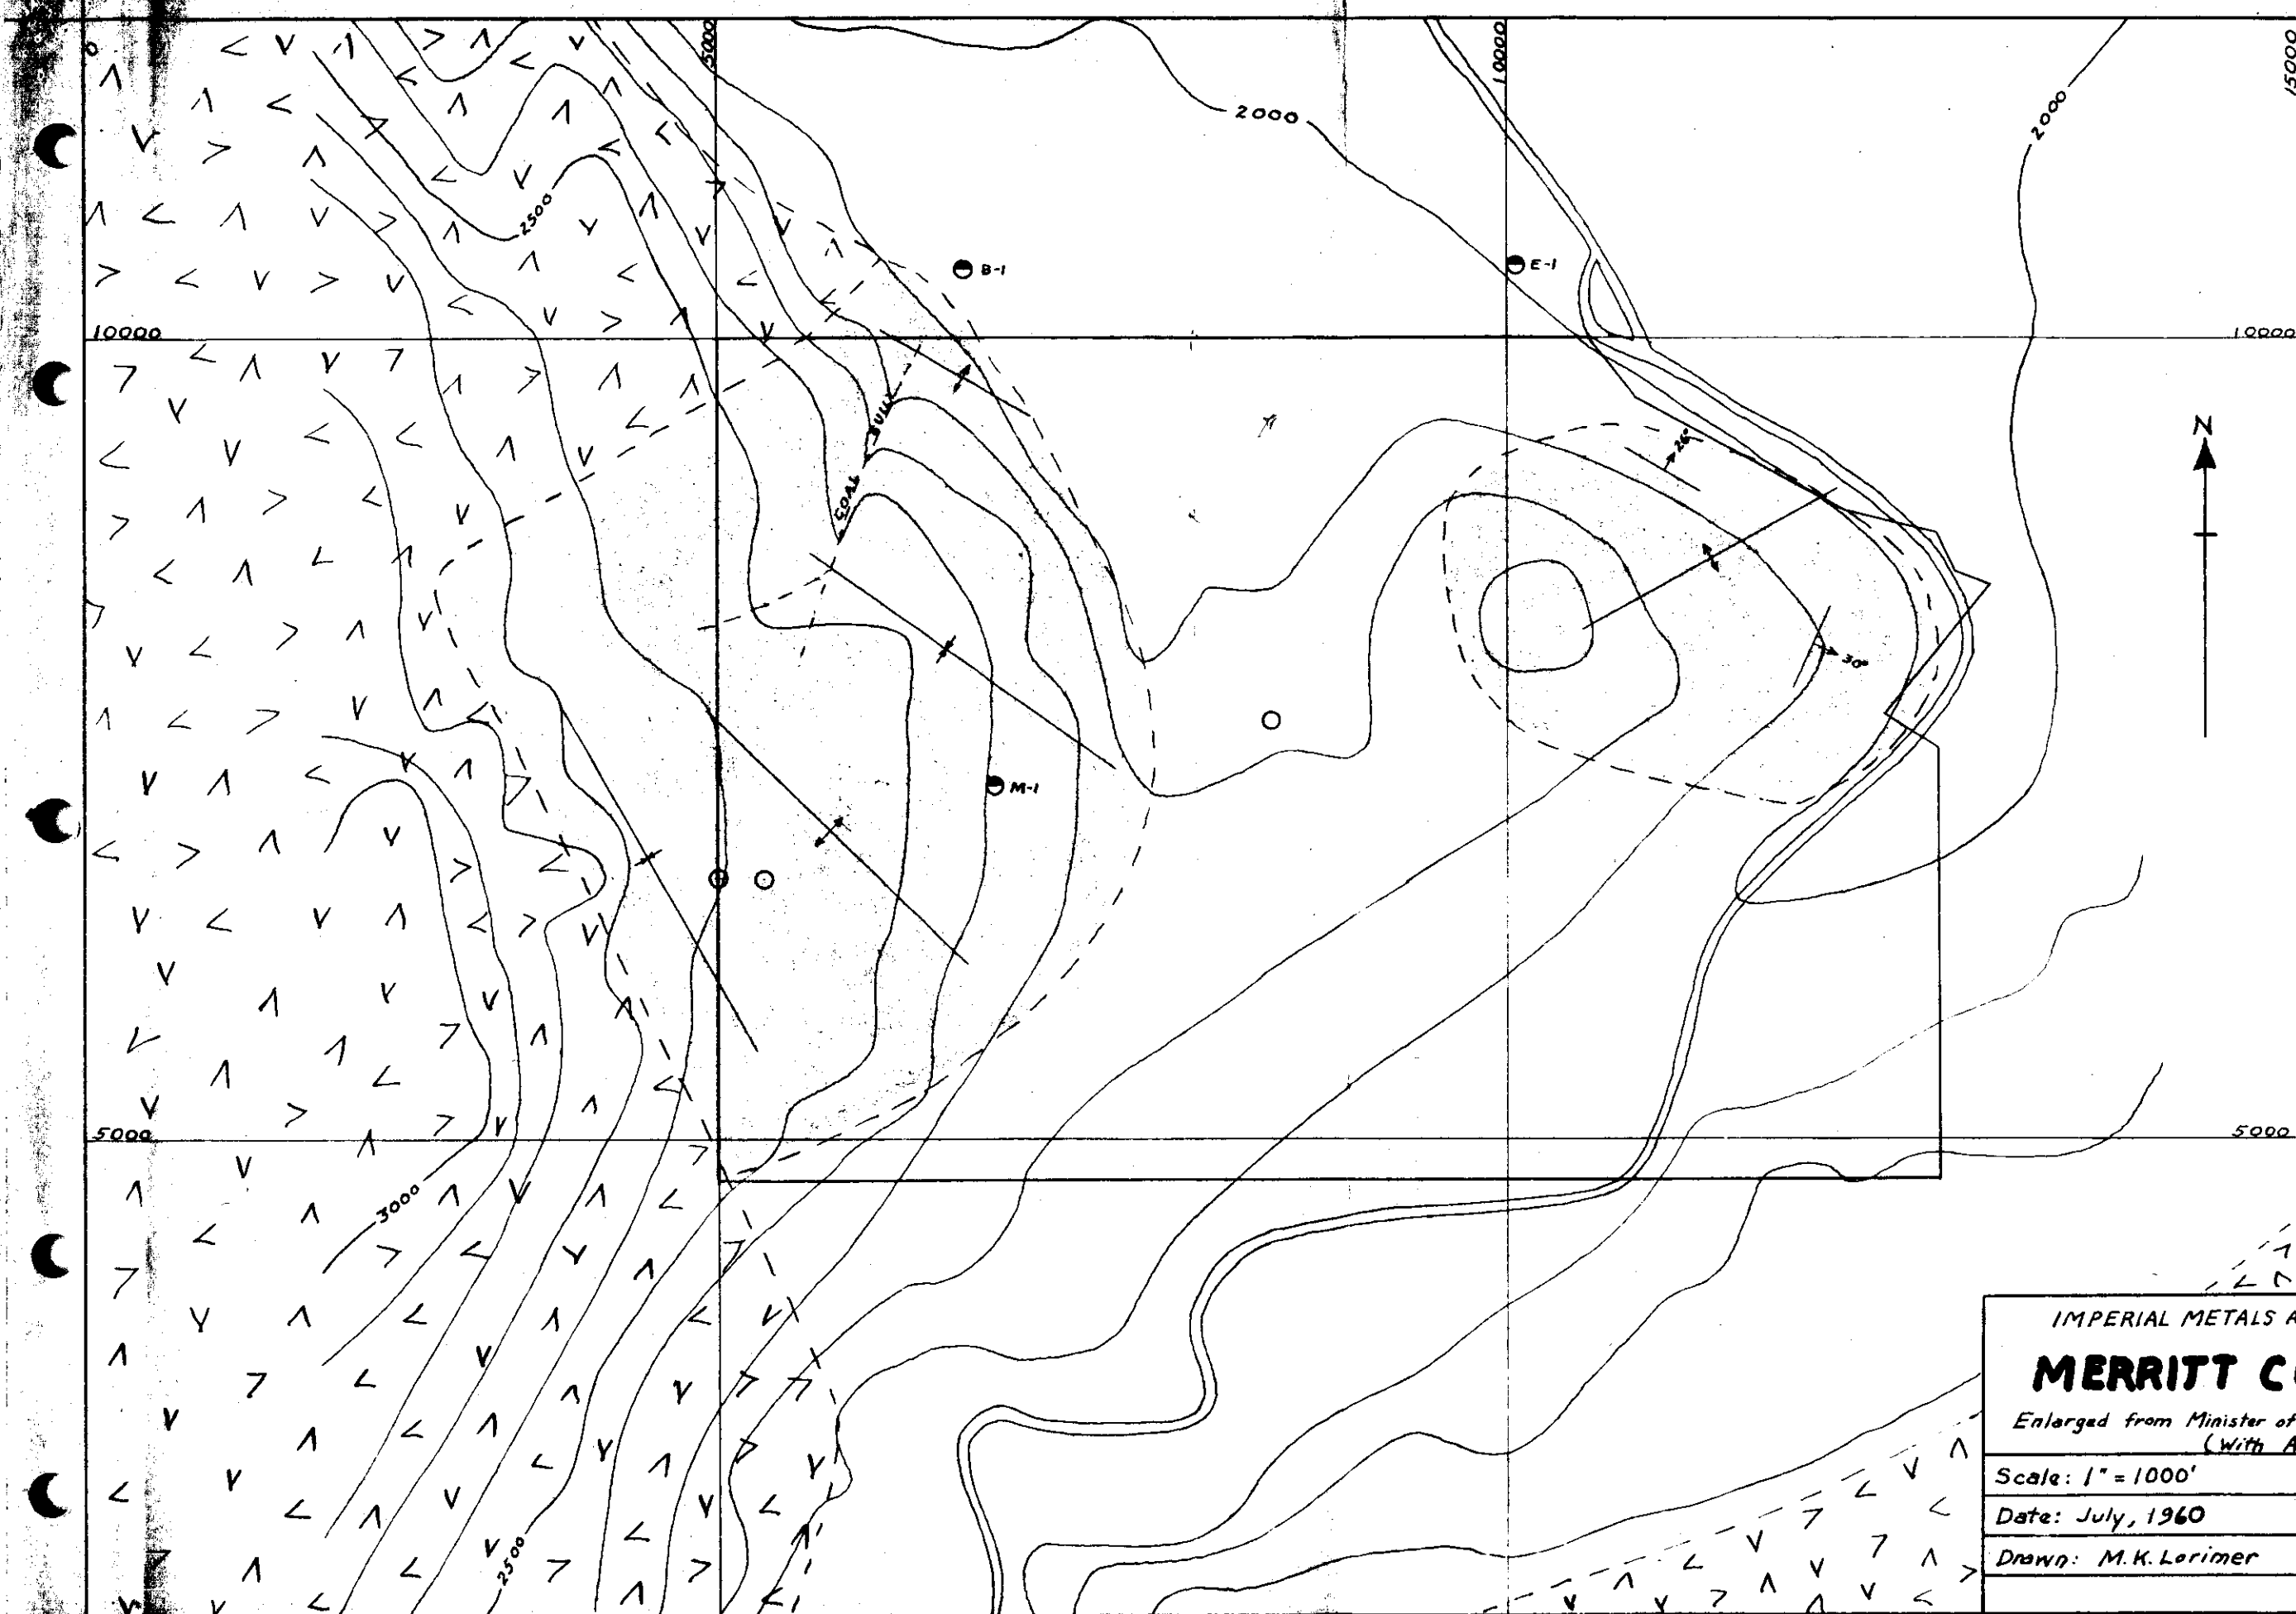 0
5000
10000
15000
2000
2000
2500
B-1
E-1
10000
10000
N
COAL GULLY
26°
30°
M-1
5000
5000
3000
2500
IMPERIAL METALS A
MERRITT C
Enlarged from Minister of
(With A
Scale: 1" = 1000'
Date: July, 1960
Drawn: M.K. Lorimer